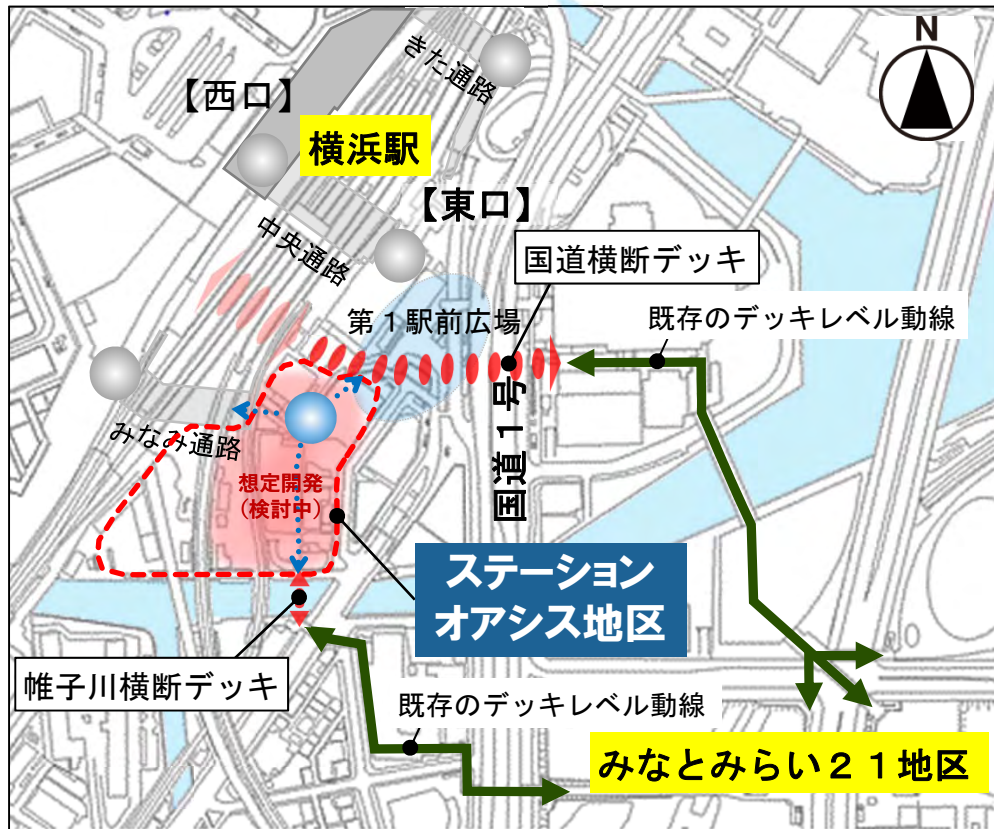 N
きた通路
【西口】
横浜駅
【東口】
中央通路
国道横断デッキ
第１駅前広場
既存のデッキレベル動線
国道１号
みなみ通路
想定開発
（検討中）
ステーション
オアシス地区
帷子川横断デッキ
既存のデッキレベル動線
みなとみらい２１地区